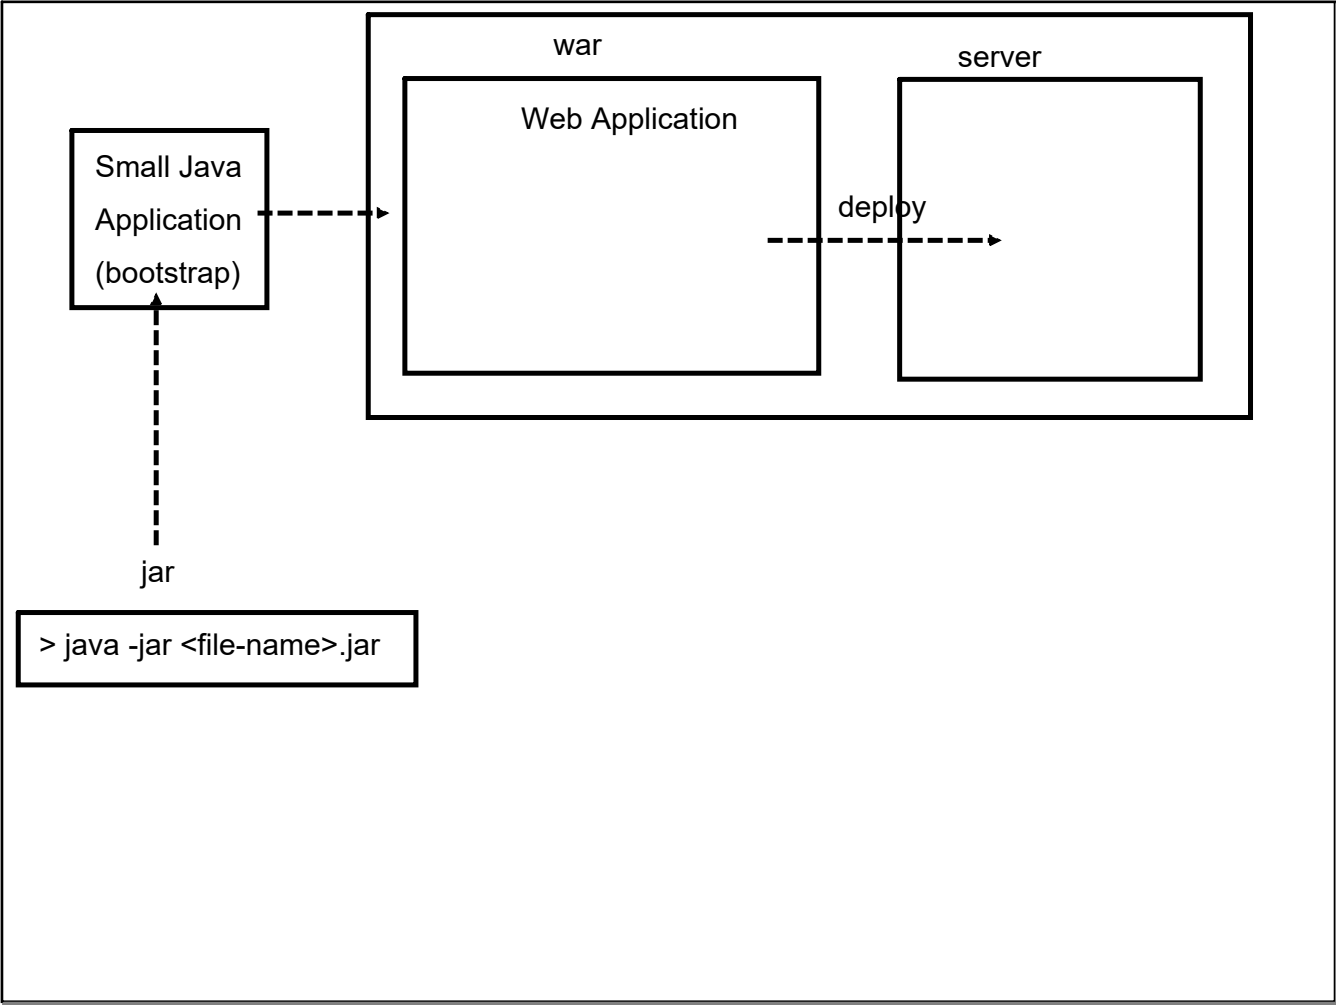 war
server
Web Application
Small Java
Application
(bootstrap)
deploy
jar
> java -jar <file-name>.jar